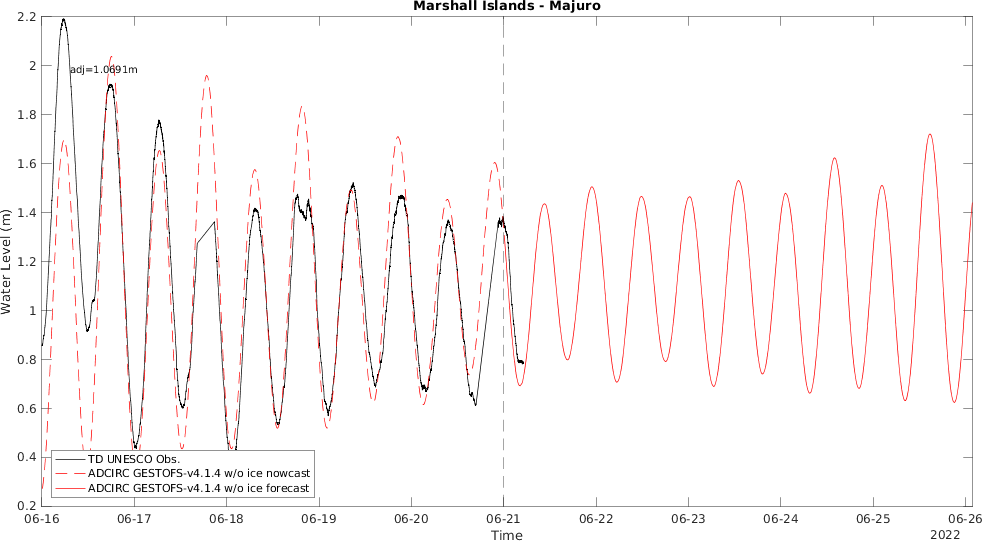 Marshall Islands - Majuro
2.2
2
1.8
1.6
1.4
1.2
1
0.8
0.6
0.4
0.2
Water Level (m)
adj=1.0691m
TD UNESCO Obs.
ADCIRC GESTOFS-v4.1.4 w/o ice nowcast
ADCIRC GESTOFS-v4.1.4 w/o ice forecast
06-16 06-17 06-18 06-19 06-20 06-21 06-22 06-23 06-24 06-25 06-26
Time
2022